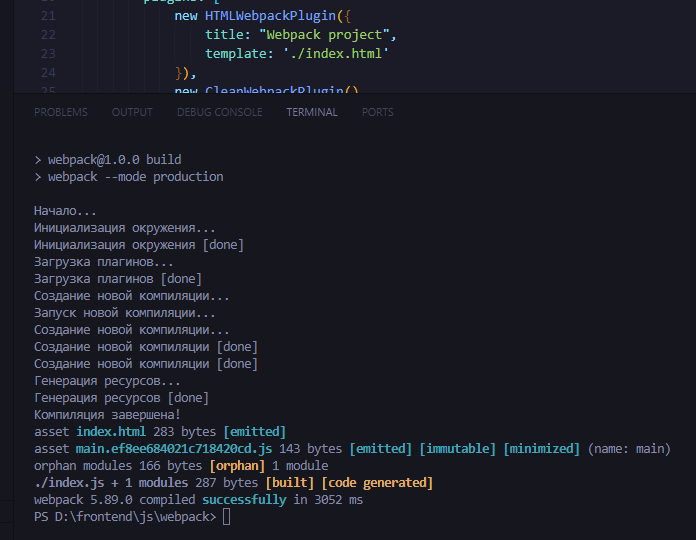 21 new HTMLWebpackPlugin({
22 title: "Webpack project",
23 template: './index.html'
24 }),
25 new CleanWebpackPlugin()
PROBLEMS OUTPUT DEBUG CONSOLE TERMINAL PORTS
> webpack@1.0.0 build
> webpack --mode production
Начало...
Инициализация окружения...
Инициализация окружения [done]
Загрузка плагинов...
Загрузка плагинов [done]
Создание новой компиляции...
Запуск новой компиляции...
Создание новой компиляции...
Создание новой компиляции [done]
Создание новой компиляции [done]
Генерация ресурсов...
Генерация ресурсов [done]
Компиляция завершена!
asset index.html 283 bytes [emitted]
asset main.ef8ee684021c718420cd.js 143 bytes [emitted] [immutable] [minimized] (name: main)
orphan modules 166 bytes [orphan] 1 module
./index.js + 1 modules 287 bytes [built] [code generated]
webpack 5.89.0 compiled successfully in 3052 ms
PS D:\frontend\js\webpack>